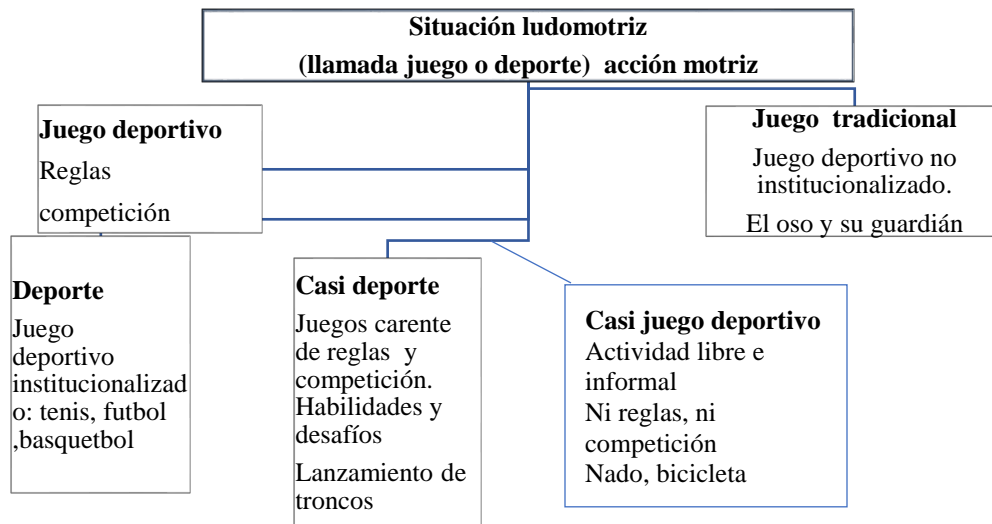 Situación ludomotriz
(llamada juego o deporte) acción motriz
Juego deportivo
Reglas
competición
Juego tradicional
Juego deportivo no
institucionalizado.
El oso y su guardián
Deporte
Juego
deportivo
institucionalizad
o: tenis, futbol
,basquetbol
Casi deporte
Juegos carente
de reglas y
competición.
Habilidades y
desafíos
Lanzamiento de
troncos
Casi juego deportivo
Actividad libre e
informal
Ni reglas, ni
competición
Nado, bicicleta